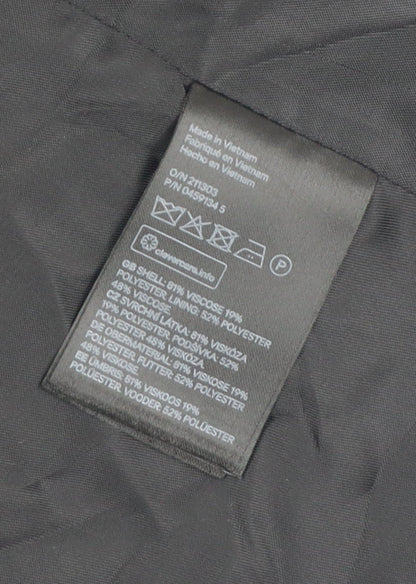 Made in Vietnam
Fabriqué en Vietnam
Hecho en Vietnam
O/N 211303
P/N 0459134 5
P
clevercare.info
GB SHELL: 81% VISCOSE 19%
POLYESTER. LINING: 52% POLYESTER
48% VISCOSE.
CZ SVRCHNÍ LÁTKA: 81% VISKÓZA
19% POLYESTER. PODŠÍVKA: 52%
POLYESTER 48% VISKÓZA.
DE OBERMATERIAL: 81% VISKOSE 19%
POLYESTER. FUTTER: 52% POLYESTER
48% VISKOSE.
EE ÜMBRIS: 81% VISKOOS 19%
POLÜESTER. VOODER: 52% POLÜESTER